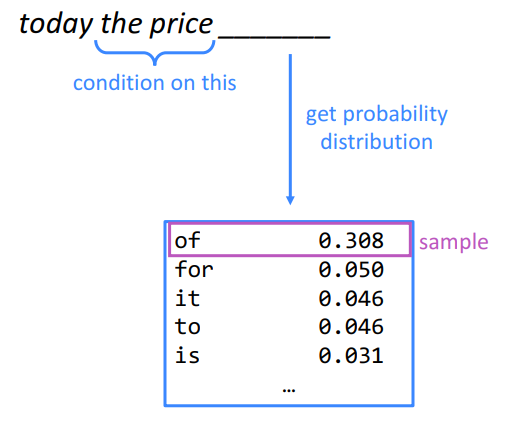 today the price _______
condition on this
get probability
distribution
of 0.308 sample
for 0.050
it 0.046
to 0.046
is 0.031
…